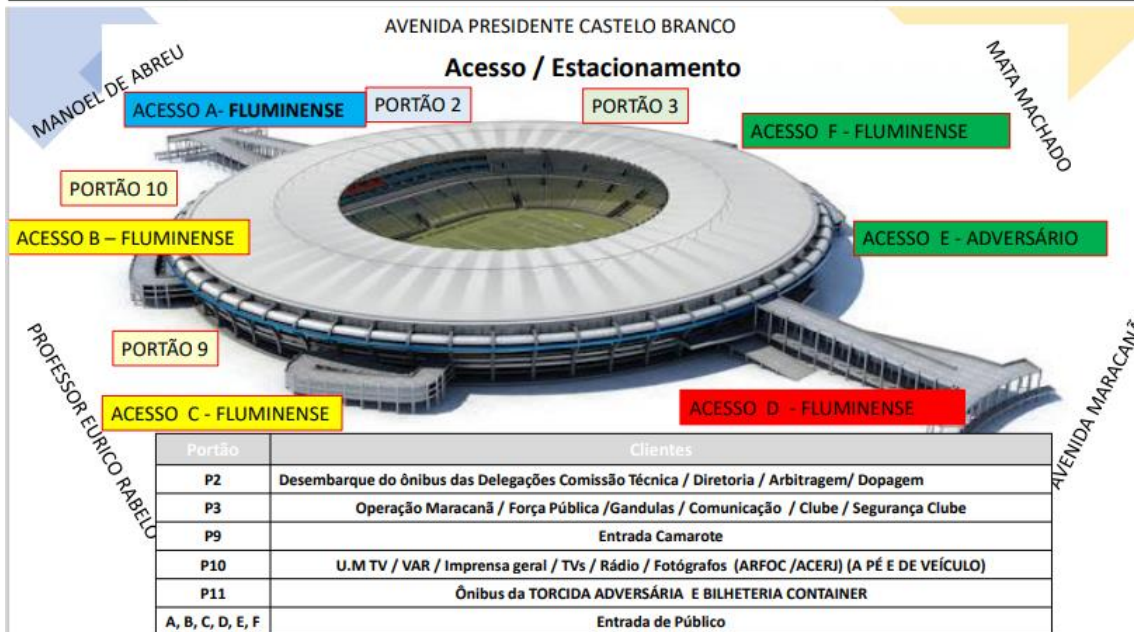 AVENIDA PRESIDENTE CASTELO BRANCO
Acesso / Estacionamento
MANOEL DE ABREU
MATA MACHADO
ACESSO A- FLUMINENSE
PORTÃO 2
PORTÃO 3
ACESSO F - FLUMINENSE
PORTÃO 10
ACESSO B – FLUMINENSE
ACESSO E - ADVERSÁRIO
PORTÃO 9
PROFESSOR EURICO RABELO
AVENIDA MARACANÃ
ACESSO C - FLUMINENSE
ACESSO D - FLUMINENSE
Portão Clientes
P2 Desembarque do ônibus das Delegações Comissão Técnica / Diretoria / Arbitragem/ Dopagem
P3 Operação Maracanã / Força Pública /Gandulas / Comunicação / Clube / Segurança Clube
P9 Entrada Camarote
P10 U.M TV / VAR / Imprensa geral / TVs / Rádio / Fotógrafos (ARFOC /ACERJ) (A PÉ E DE VEÍCULO)
P11 Ônibus da TORCIDA ADVERSÁRIA E BILHETERIA CONTAINER
A, B, C, D, E, F Entrada de Público